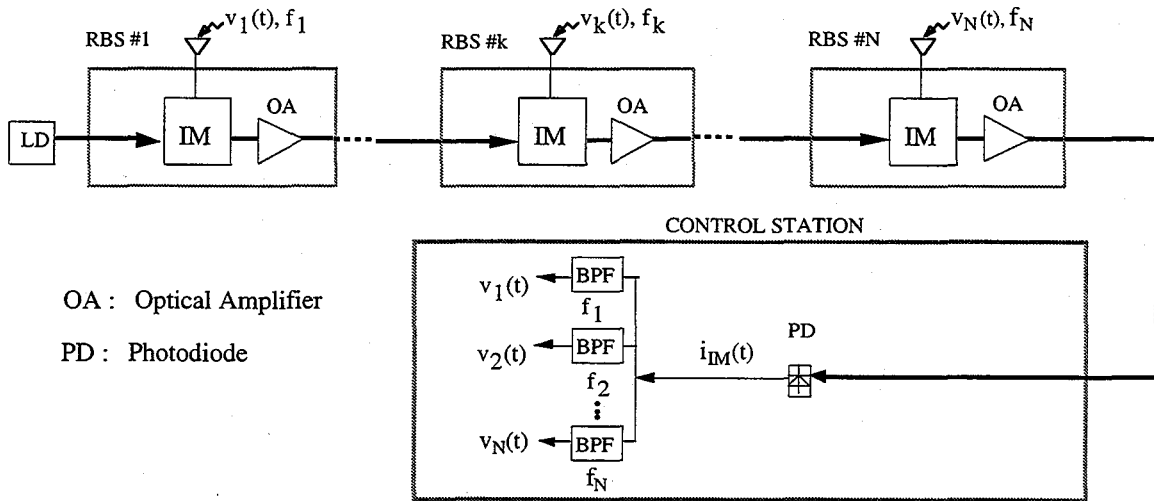 v1(t), f1
vk(t), fk
vN(t), fN
RBS #1
RBS #k
RBS #N
LD
IM
OA
IM
OA
IM
OA
CONTROL STATION
OA : Optical Amplifier
PD : Photodiode
v1(t)
BPF
f1
v2(t)
BPF
f2
vN(t)
BPF
fN
iIM(t)
PD